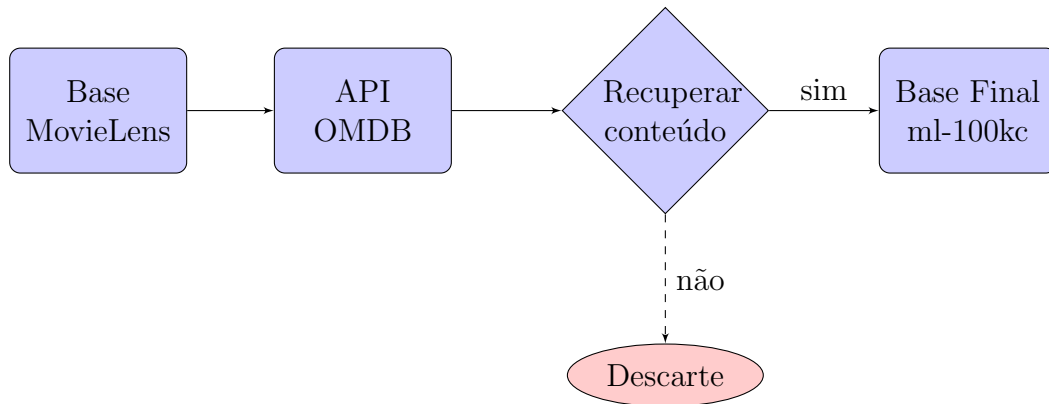 Base
MovieLens
API
OMDB
Recuperar
conteúdo
sim
Base Final
ml-100kc
não
Descarte